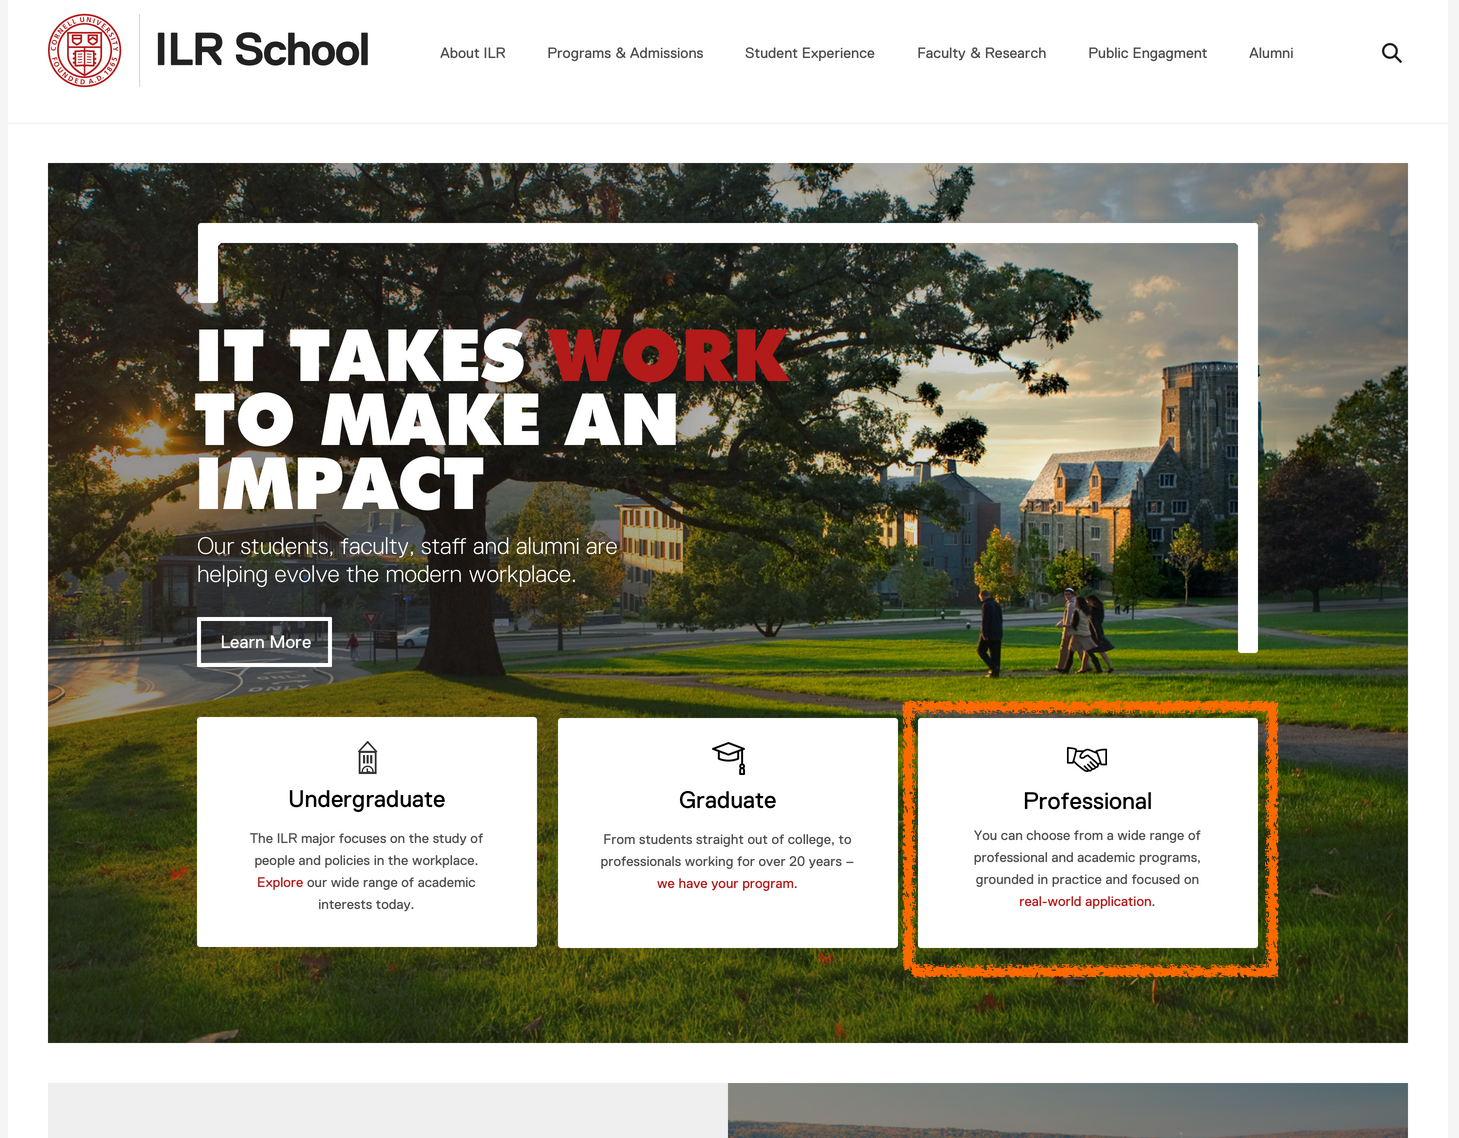 CORNELL UNIVERSITY
FOUNDED A.D. 1865
ILR School
About ILR
Programs & Admissions
Student Experience
Faculty & Research
Public Engagment
Alumni
IT TAKES WORK
TO MAKE AN
IMPACT
Our students, faculty, staff and alumni are
helping evolve the modern workplace.
Learn More
ONLY
ONLY
Undergraduate
The ILR major focuses on the study of
people and policies in the workplace.
Explore our wide range of academic
interests today.
Graduate
From students straight out of college, to
professionals working for over 20 years –
we have your program.
Professional
You can choose from a wide range of
professional and academic programs,
grounded in practice and focused on
real-world application.